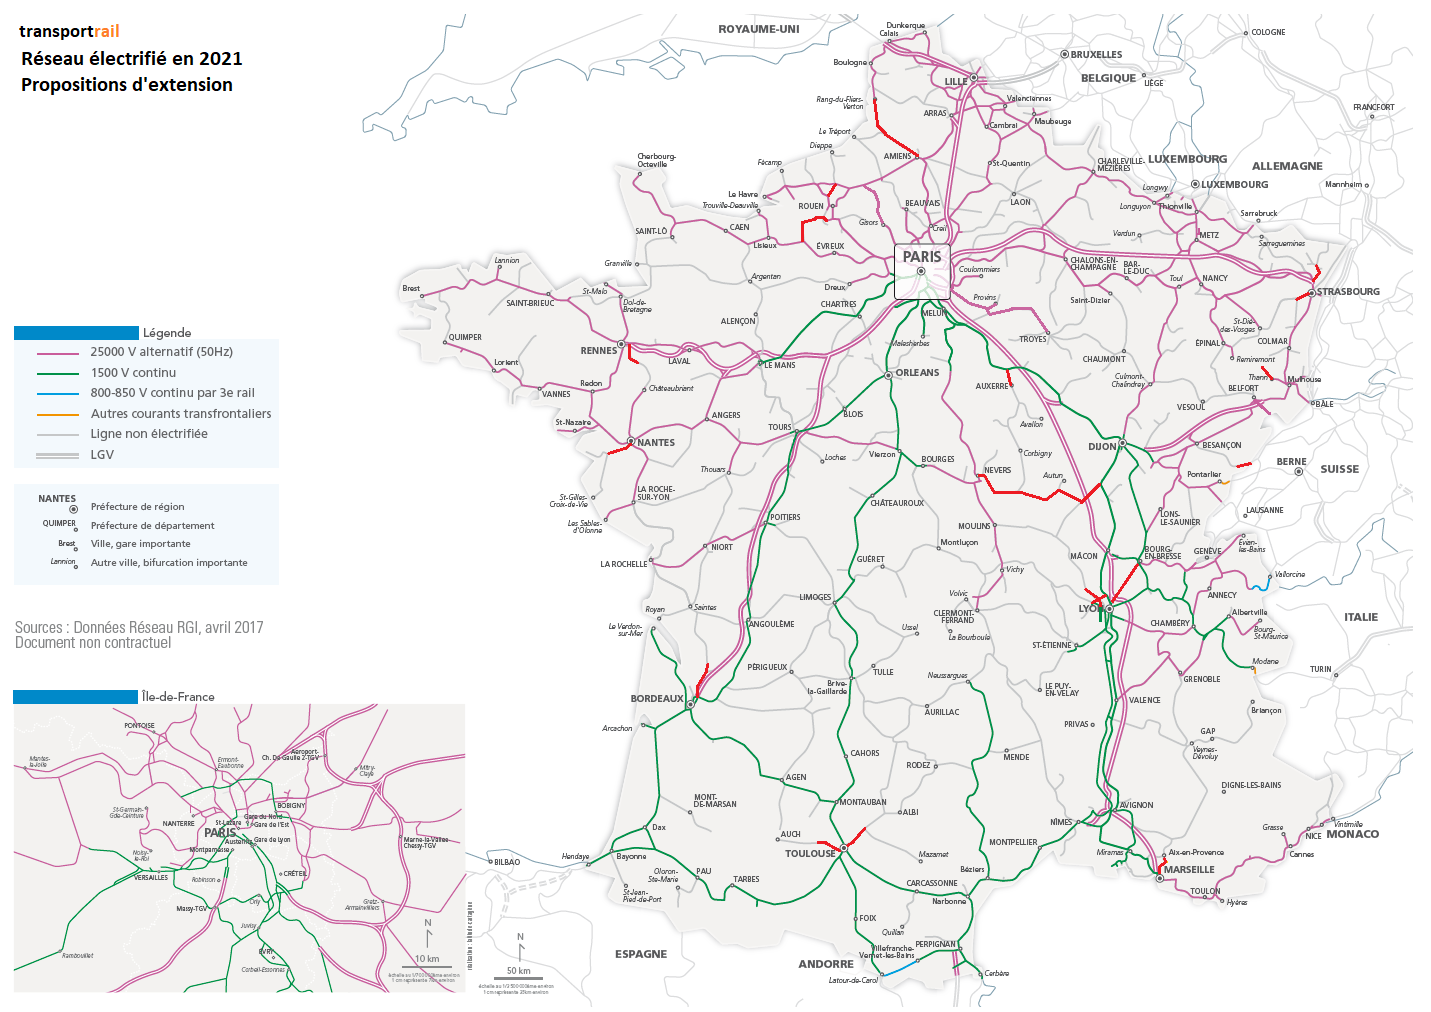 transportrail
Réseau électrifié en 2021
Propositions d'extension
Légende
25000 V alternatif (50Hz)
1500 V continu
800-850 V continu par 3e rail
Autres courants transfrontaliers
Ligne non électrifiée
LGV
NANTES
Préfecture de région
QUIMPER
Préfecture de département
Brest
Ville, gare importante
Lannion
Autre ville, bifurcation importante
Sources : Données Réseau RGI, avril 2017
Document non contractuel
Île-de-France
PONTOISE
Mantes-
la-Jolie
Ermont-
Eaubonne
Aéroport-
Ch. De Gaulle 2-TGV
Mitry-
Claye
St-Germain-
BOBIGNY
NANTERRE
St-Lazare
Gare du Nord
Gare de l'Est
PARIS
Austerlitz
Gare de Lyon
Montparnasse
Marne-la-Vallée-
Chessy-TGV
Noisy-
le-Roi
VERSAILLES
Robinson
CRÉTEIL
Massy-TGV
Orly
Gretz-
Armainvilliers
Juvisy
ÉVRY
Rambouillet
Corbeil-Essonnes
N
10 km
N
50 km
ROYAUME-UNI
Dunkerque
Calais
COLOGNE
BRUXELLES
BELGIQUE
LIÈGE
Boulogne
LILLE
Rang-du-Fliers-
Verton
ARRAS
Valenciennes
Cambrai
Maubeuge
FRANCFORT
Le Tréport
Dieppe
AMIENS
St-Quentin
CHARLEVILLE-
MÉZIÈRES
LUXEMBOURG
ALLEMAGNE
Cherbourg-
Octeville
Fécamp
Le Havre
Trouville-Deauville
ROUEN
Gisors
BEAUVAIS
Creil
LAON
Longwy
Longuyon
Thionville
LUXEMBOURG
Mannheim
SAINT-LÔ
CAEN
Lisieux
ÉVREUX
Verdun
METZ
Sarrebruck
Sarreguemines
Granville
Argentan
Dreux
PARIS
Coulommiers
CHALONS-EN-
CHAMPAGNE
BAR-
LE-DUC
Toul
NANCY
STRASBOURG
Lannion
Brest
SAINT-BRIEUC
St-Malo
Dol-de-
Bretagne
ALENÇON
CHARTRES
MELUN
Provins
Saint-Dizier
QUIMPER
Lorient
RENNES
LAVAL
LE MANS
Malesherbes
TROYES
CHAUMONT
St-Dié-
des-Vosges
ÉPINAL
COLMAR
Remiremont
Thann
Mulhouse
BELFORT
BÂLE
VANNES
Redon
Châteaubriant
ORLEANS
AUXERRE
Culmont-
Chalindrey
VESOUL
St-Nazaire
NANTES
ANGERS
TOURS
BLOIS
Avallon
Corbigny
DIJON
BESANÇON
BERNE
SUISSE
Thouars
Loches
Vierzon
BOURGES
NEVERS
Autun
Pontarlier
LA ROCHE-
SUR-YON
St-Gilles-
Croix-de-Vie
Les Sables-
d'Olonne
CHÂTEAUROUX
POITIERS
MOULINS
LONS-
LE-SAUNIER
LAUSANNE
NIORT
LA ROCHELLE
Montluçon
GUÉRET
Vichy
MÂCON
BOURG-
EN-BRESSE
GENÈVE
Evian-
les-Bains
Vallorcine
Royan
Saintes
Le Verdon-
sur-Mer
ANGOULÊME
LIMOGES
Volvic
CLERMONT-
FERRAND
La Bourboule
Ussel
LYON
ANNECY
ST-ÉTIENNE
CHAMBÉRY
Albertville
Bourg-
St-Maurice
ITALIE
Modane
TURIN
PÉRIGUEUX
TULLE
Brive-
la-Gaillarde
Neussargues
LE PUY-
EN-VELAY
GRENOBLE
VALENCE
Briançon
BORDEAUX
Arcachon
AURILLAC
PRIVAS
GAP
Veynes-
Dévoluy
CAHORS
RODEZ
MENDE
AGEN
DIGNE-LES-BAINS
MONT-
DE-MARSAN
MONTAUBAN
ALBI
AVIGNON
NÎMES
Dax
AUCH
TOULOUSE
Mazamet
MONTPELLIER
Miramas
Aix-en-Provence
MARSEILLE
Grasse
Cannes
NICE
Vintimille
MONACO
TOULON
Hyères
BILBAO
Hendaye
Bayonne
Oloron-
Ste-Marie
St-Jean-
Pied-de-Port
PAU
TARBES
CARCASSONNE
Béziers
Narbonne
FOIX
Quillan
ESPAGNE
ANDORRE
Villefranche-
Vernet-les-Bains
PERPIGNAN
Latour-de-Carol
Cerbère